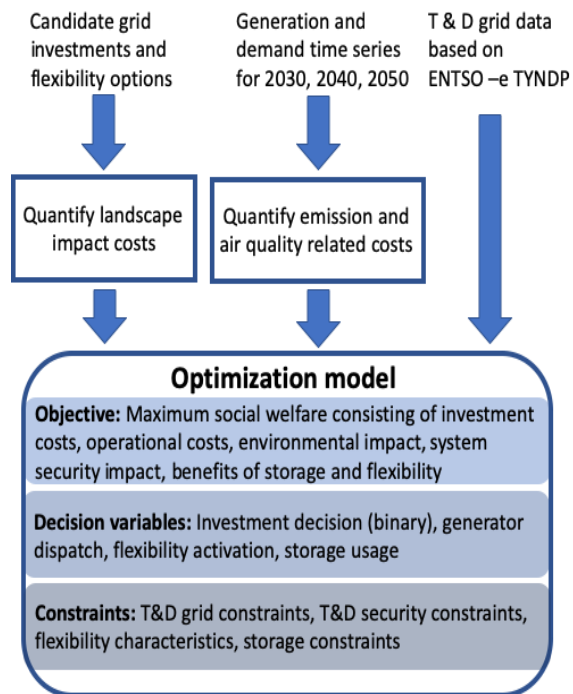 Candidate grid
investments and
flexibility options
Generation and
demand time series
for 2030, 2040, 2050
T & D grid data
based on
ENTSO –e TYNDP
Quantify landscape
impact costs
Quantify emission and
air quality related costs
Optimization model
Objective: Maximum social welfare consisting of investment
costs, operational costs, environmental impact, system
security impact, benefits of storage and flexibility
Decision variables: Investment decision (binary), generator
dispatch, flexibility activation, storage usage
Constraints: T&D grid constraints, T&D security constraints,
flexibility characteristics, storage constraints